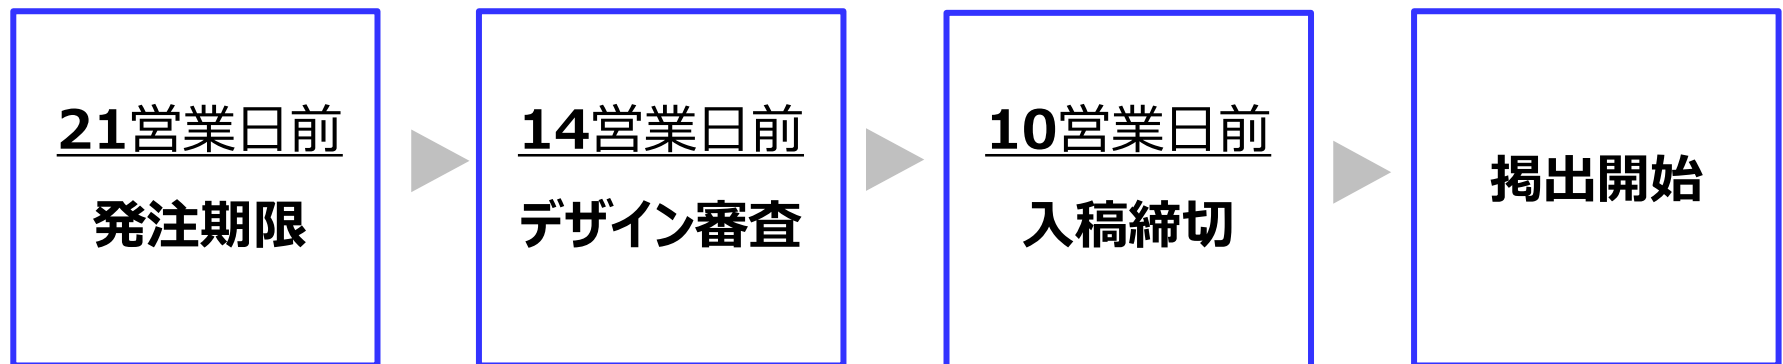 21営業日前
発注期限
14営業日前
デザイン審査
10営業日前
入稿締切
掲出開始